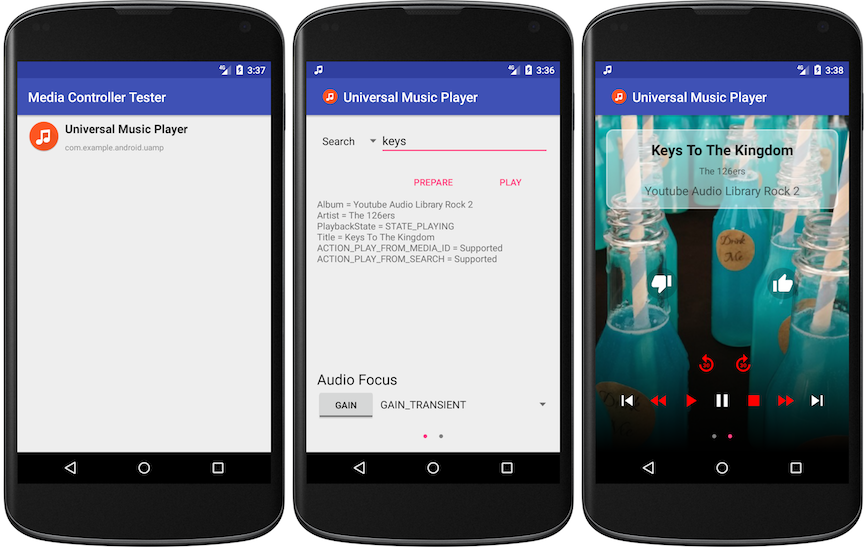 4G 3:37
Media Controller Tester
Universal Music Player
com.example.android.uamp
4G 3:36
Universal Music Player
Search keys
PREPARE PLAY
Album = Youtube Audio Library Rock 2
Artist = The 126ers
PlaybackState = STATE_PLAYING
Title = Keys To The Kingdom
ACTION_PLAY_FROM_MEDIA_ID = Supported
ACTION_PLAY_FROM_SEARCH = Supported
Audio Focus
GAIN GAIN_TRANSIENT
4G 3:38
Universal Music Player
Keys To The Kingdom
The 126ers
Youtube Audio Library Rock 2
Drink
Me
30 30